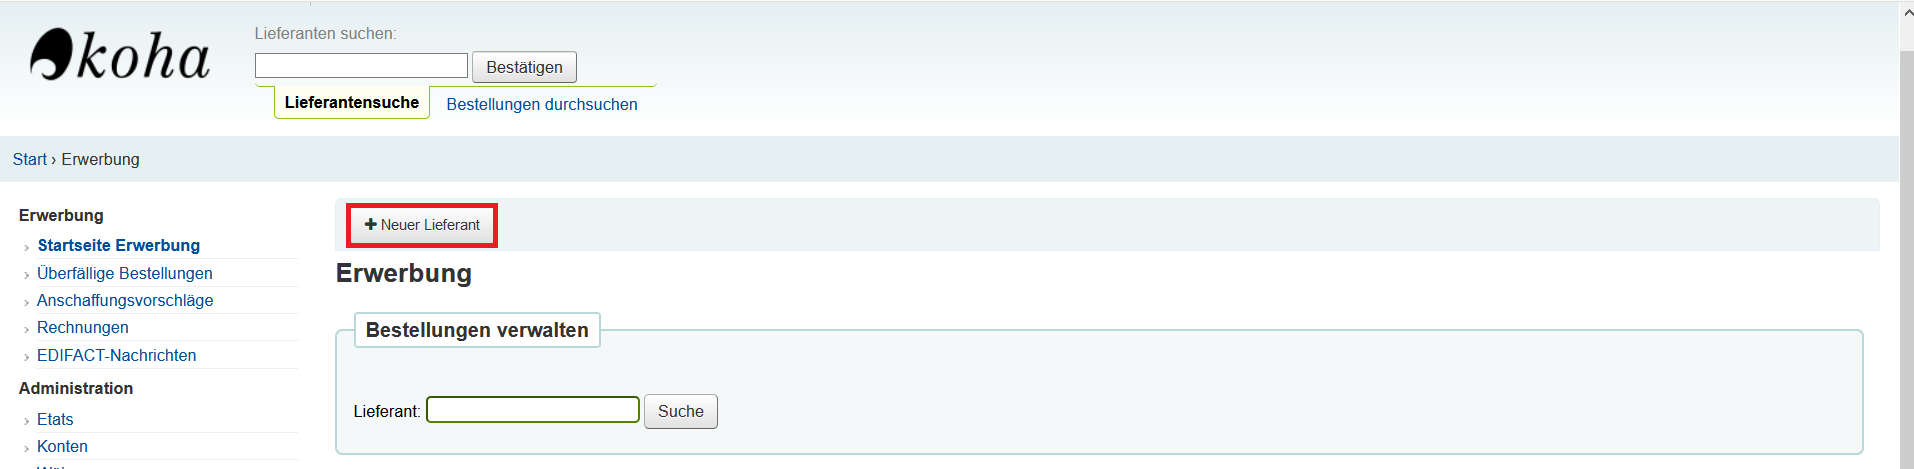 koha
Lieferanten suchen:
Bestätigen
Lieferantensuche Bestellungen durchsuchen
Start › Erwerbung
Erwerbung
› Startseite Erwerbung
› Überfällige Bestellungen
› Anschaffungsvorschläge
› Rechnungen
› EDIFACT-Nachrichten
Administration
› Etats
› Konten
+ Neuer Lieferant
Erwerbung
Bestellungen verwalten
Lieferant: Suche